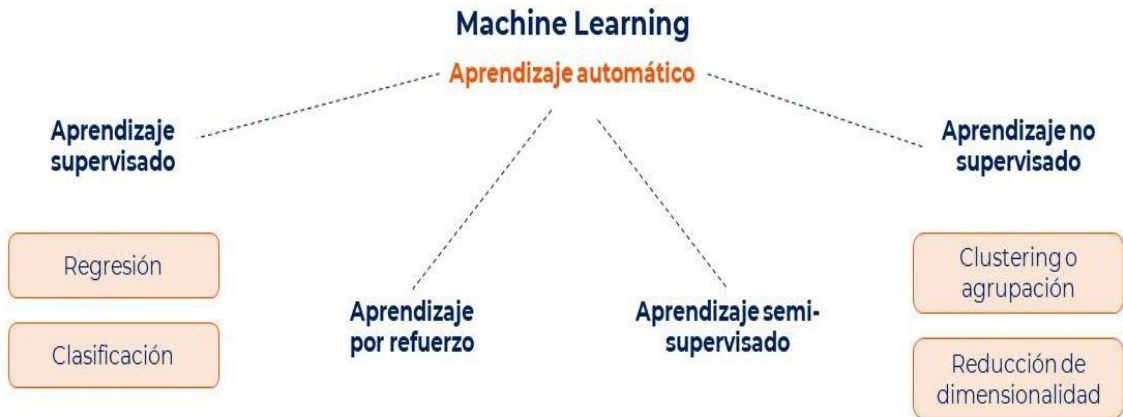 Machine Learning
Aprendizaje automático
Aprendizaje
supervisado
Regresión
Clasificación
Aprendizaje
por refuerzo
Aprendizaje semi-
supervisado
Aprendizaje no
supervisado
Clustering o
agrupación
Reducción de
dimensionalidad